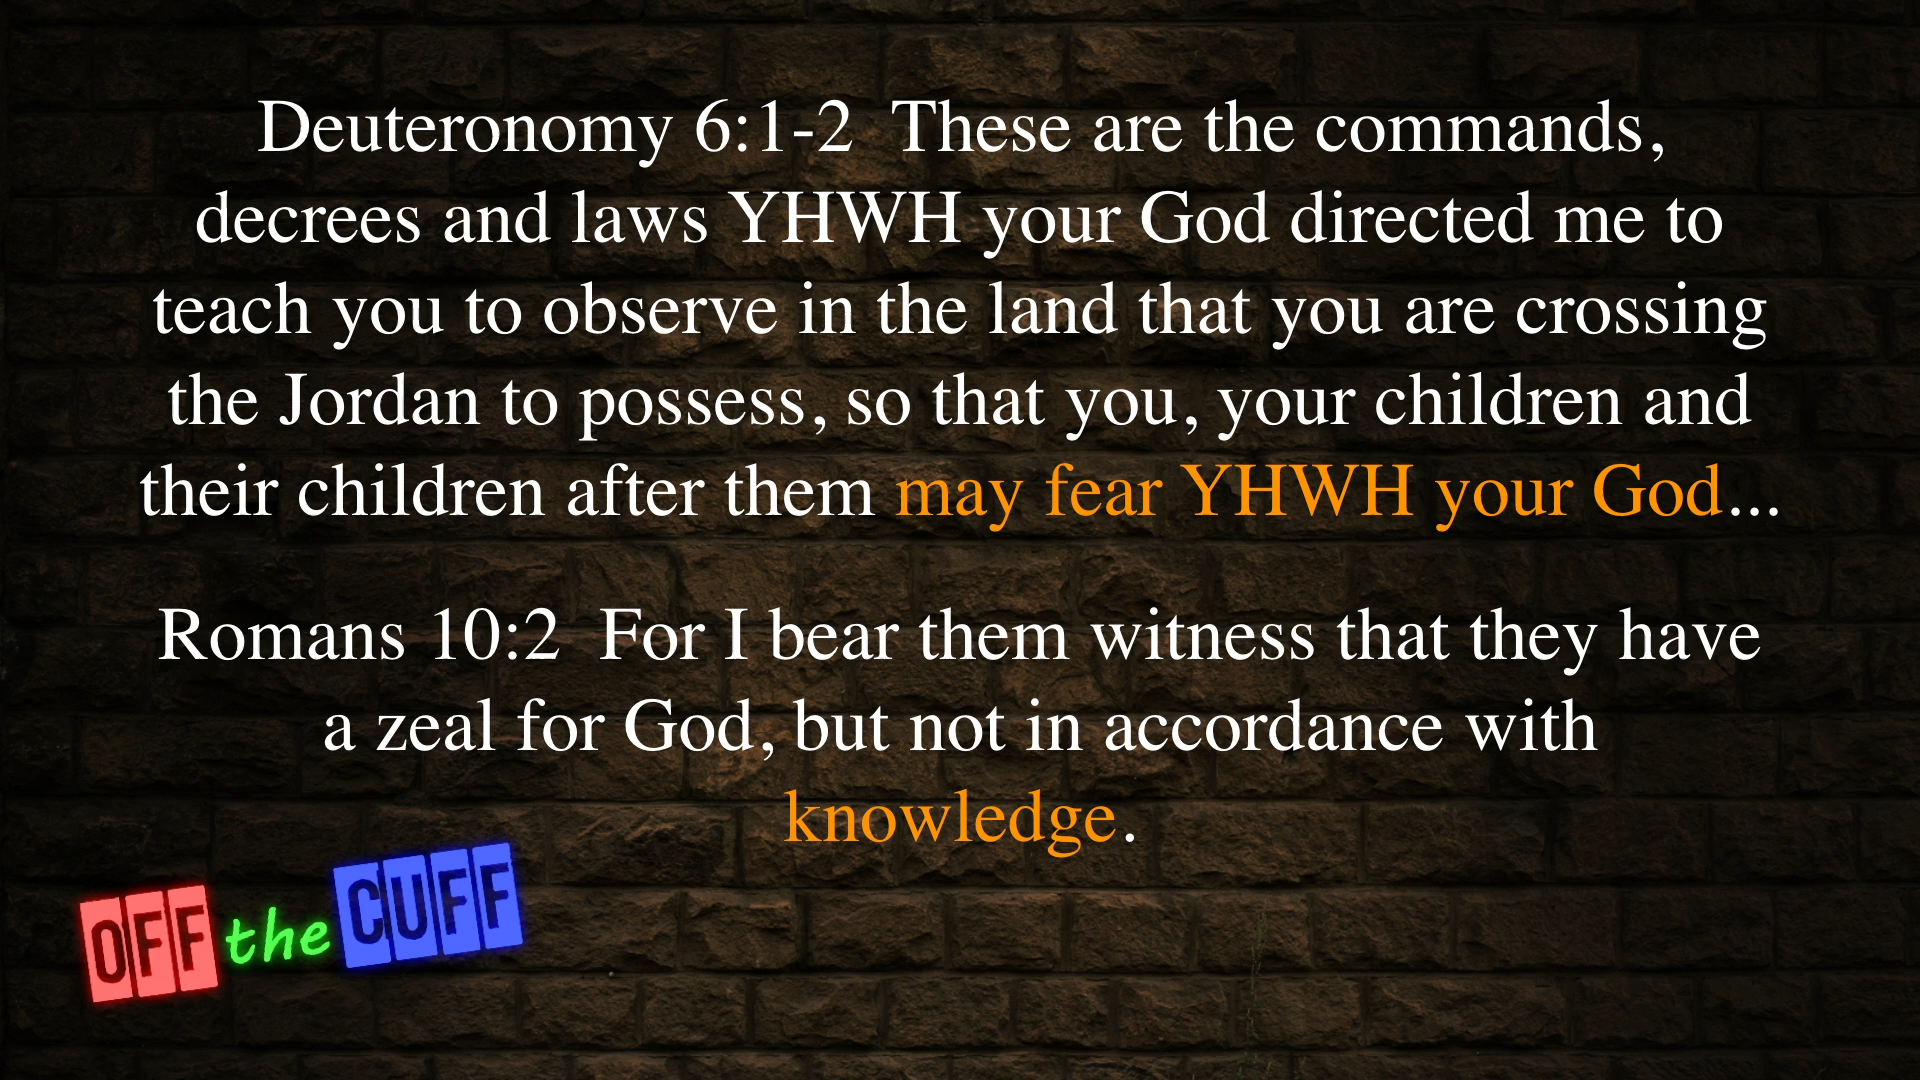 Deuteronomy 6:1-2  These are the commands,
decrees and laws YHWH your God directed me to
teach you to observe in the land that you are crossing
the Jordan to possess, so that you, your children and
their children after them may fear YHWH your God...
Romans 10:2  For I bear them witness that they have
a zeal for God, but not in accordance with
knowledge.
OFF the CUFF